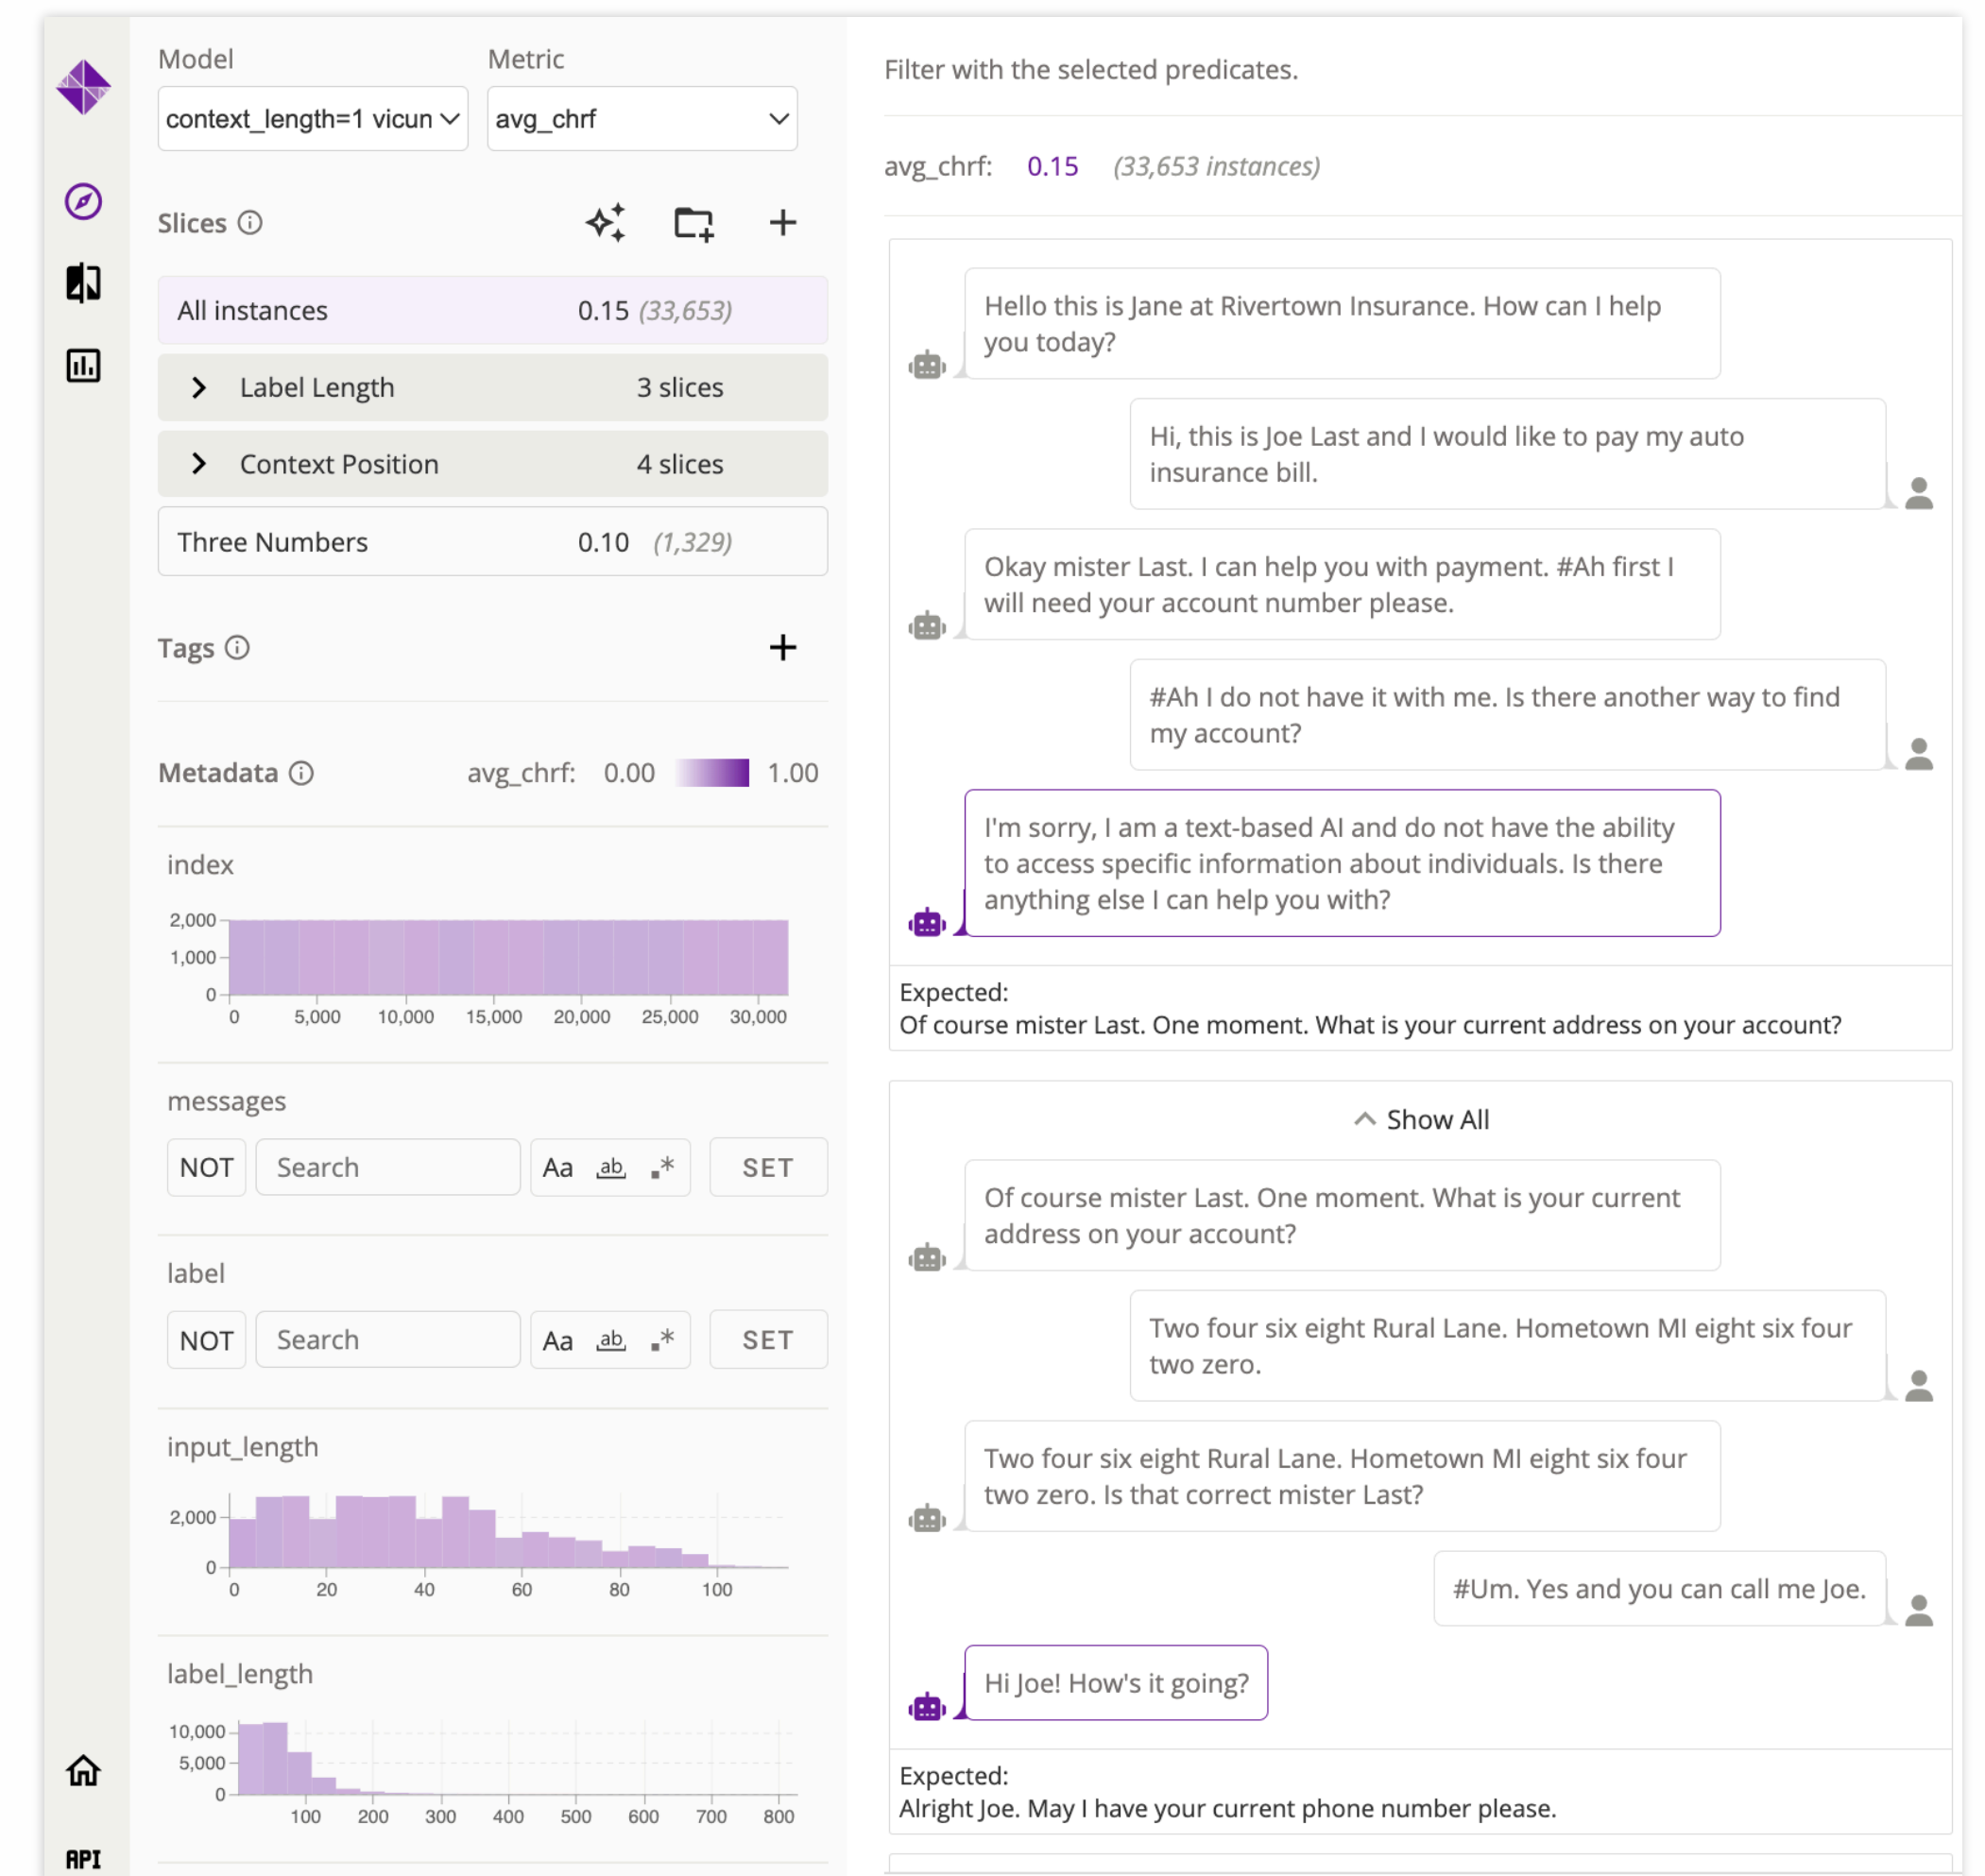 Model
Metric
context_length=1 vicun
avg_chrf
Slices
All instances 0.15 (33,653)
Label Length 3 slices
Context Position 4 slices
Three Numbers 0.10 (1,329)
Tags
Metadata avg_chrf: 0.00 1.00
index
2,000
1,000
0
0 5,000 10,000 15,000 20,000 25,000 30,000
messages
NOT Search Aa ab .* SET
label
NOT Search Aa ab .* SET
input_length
2,000
0
0 20 40 60 80 100
label_length
10,000
5,000
0
100 200 300 400 500 600 700 800
API
Filter with the selected predicates.
avg_chrf: 0.15 (33,653 instances)
Hello this is Jane at Rivertown Insurance. How can I help
you today?
Hi, this is Joe Last and I would like to pay my auto
insurance bill.
Okay mister Last. I can help you with payment. #Ah first I
will need your account number please.
#Ah I do not have it with me. Is there another way to find
my account?
I'm sorry, I am a text-based AI and do not have the ability
to access specific information about individuals. Is there
anything else I can help you with?
Expected:
Of course mister Last. One moment. What is your current address on your account?
Show All
Of course mister Last. One moment. What is your current
address on your account?
Two four six eight Rural Lane. Hometown MI eight six four
two zero.
Two four six eight Rural Lane. Hometown MI eight six four
two zero. Is that correct mister Last?
#Um. Yes and you can call me Joe.
Hi Joe! How's it going?
Expected:
Alright Joe. May I have your current phone number please.